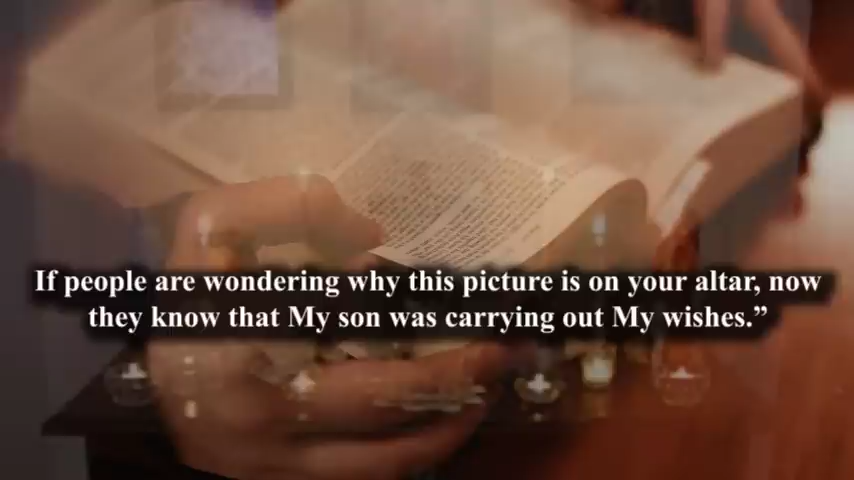 If people are wondering why this picture is on your altar, now
they know that My son was carrying out My wishes.”